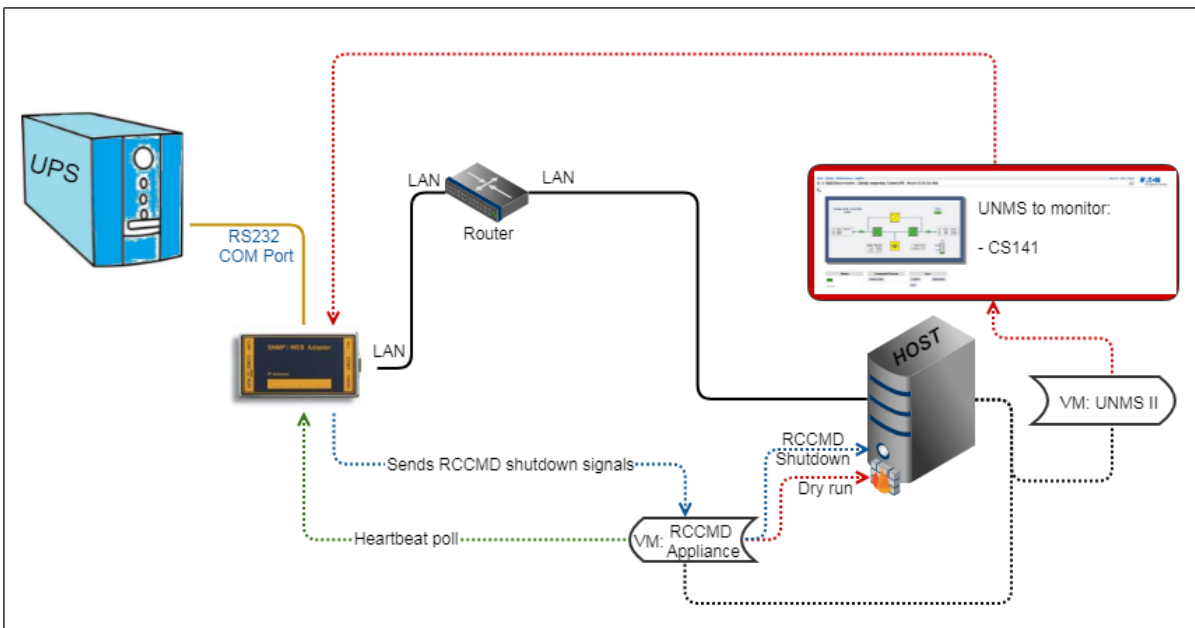 UPS
RS232
COM Port
LAN
LAN
Router
LAN
SNMP / WEB Adapter
EATON
UNMS to monitor:
- CS141
HOST
VM: UNMS II
RCCMD
Shutdown
Dry run
Sends RCCMD shutdown signals
Heartbeat poll
VM:
RCCMD
Appliance